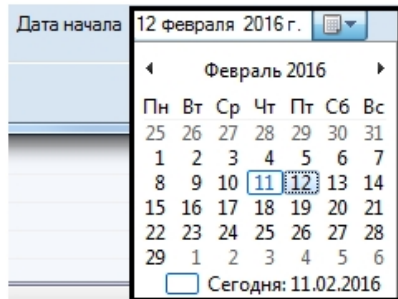 Дата начала 12 февраля 2016 г.
Февраль 2016
Пн Вт Ср Чт Пт Сб Вс
25 26 27 28 29 30 31
1 2 3 4 5 6 7
8 9 10 11 12 13 14
15 16 17 18 19 20 21
22 23 24 25 26 27 28
29 1 2 3 4 5 6
Сегодня: 11.02.2016